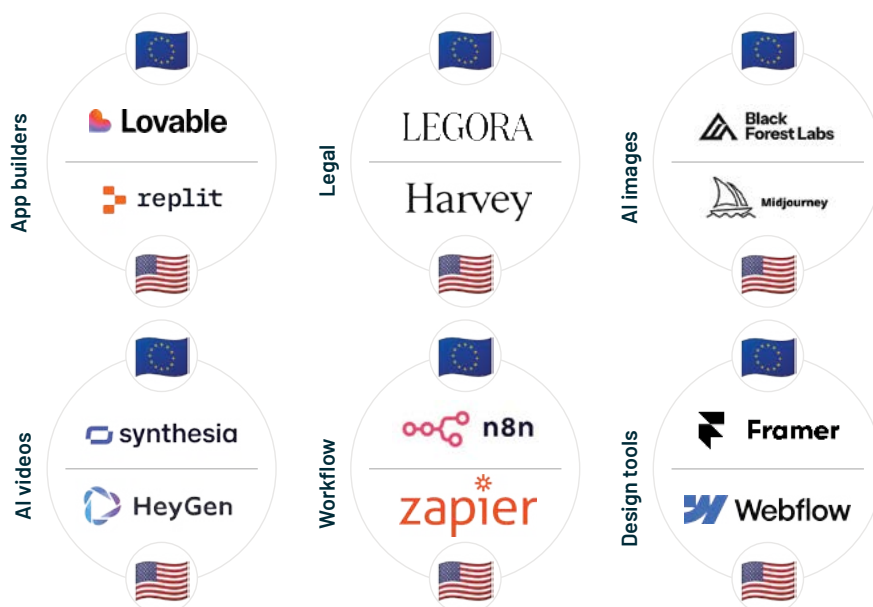 App builders
Lovable
replit
Legal
LEGORA
Harvey
AI images
Black
Forest Labs
Midjourney
AI videos
synthesia
HeyGen
Workflow
n8n
zapier
Design tools
Framer
Webflow